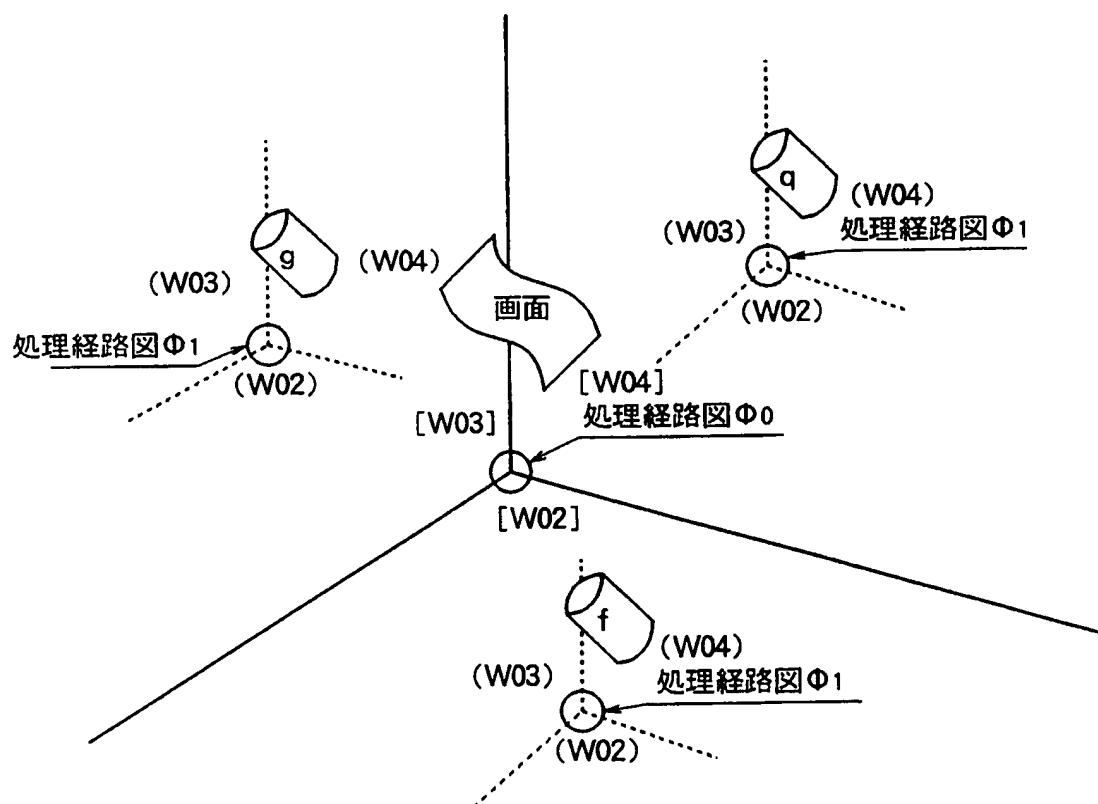 g
(W04)
(W03)
処理経路図Φ1
(W02)
q
(W04)
(W03)
処理経路図Φ1
(W02)
画面
[W04]
[W03]
処理経路図Φ0
[W02]
f
(W04)
(W03)
処理経路図Φ1
(W02)